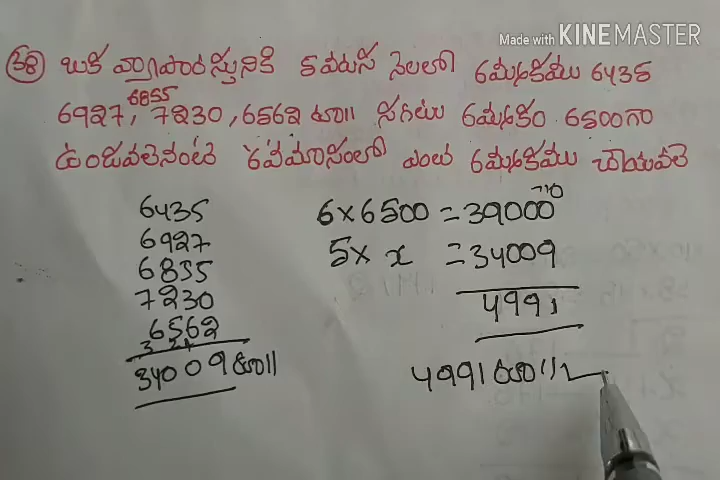 Made with KINEMASTER
38 ఒక వ్యాపారస్తునికి 5 వరుస నెలలో అమ్మకము 6435
6927, 6855 7230, 6562 రూ॥ సగటు అమ్మకం 6500గా
ఉండవలెనంటే 6వ మాసంలో ఎంత అమ్మకము చేయవలె
6435
6927
6855
7230
6562
34009 రూ॥
6×6500 = 39000
5× x = 34009
4991
4991 రూ॥